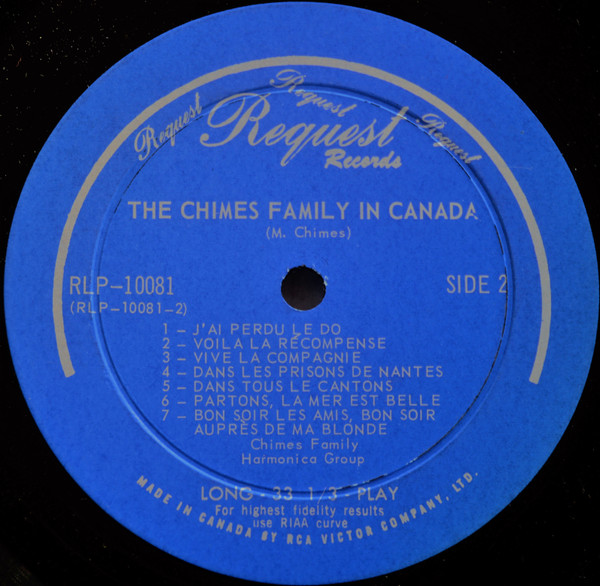 Request
Request
Request
Request
Records
THE CHIMES FAMILY IN CANADA
(M. Chimes)
RLP-10081
(RLP-10081-2)
SIDE 2
1 - J'AI PERDU LE DO
2 - VOILA LA RÉCOMPENSE
3 - VIVE LA COMPAGNIE
4 - DANS LES PRISONS DE NANTES
5 - DANS TOUS LE CANTONS
6 - PARTONS, LA MER EST BELLE
7 - BON SOIR LES AMIS, BON SOIR
AUPRÈS DE MA BLONDE
Chimes Family
Harmonica Group
LONG - 33 1/3 - PLAY
For highest fidelity results
use RIAA curve
MADE IN CANADA BY RCA VICTOR COMPANY, LTD.